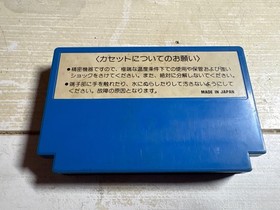 〈カセットについてのお願い〉
●精密機器ですので、極端な温度条件下での使用や保管および強い
ショックをさけてください。また、絶対に分解しないでください。
●端子部に手を触れたり、水にぬらしたりして汚さないようにして
ください。故障の原因となります。
MADE IN JAPAN